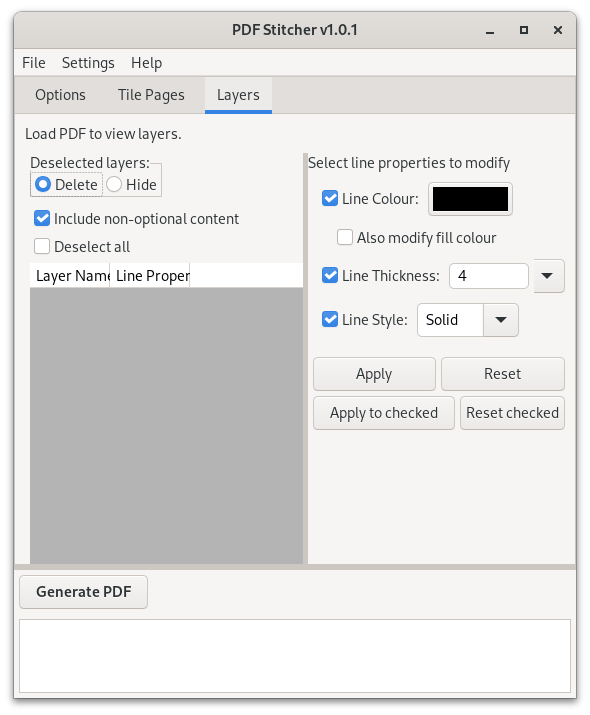 PDF Stitcher v1.0.1
File Settings Help
Options Tile Pages Layers
Load PDF to view layers.
Deselected layers:
Delete Hide
Include non-optional content
Deselect all
Layer Name Line Proper
Select line properties to modify
Line Colour:
Also modify fill colour
Line Thickness: 4
Line Style: Solid
Apply Reset
Apply to checked Reset checked
Generate PDF